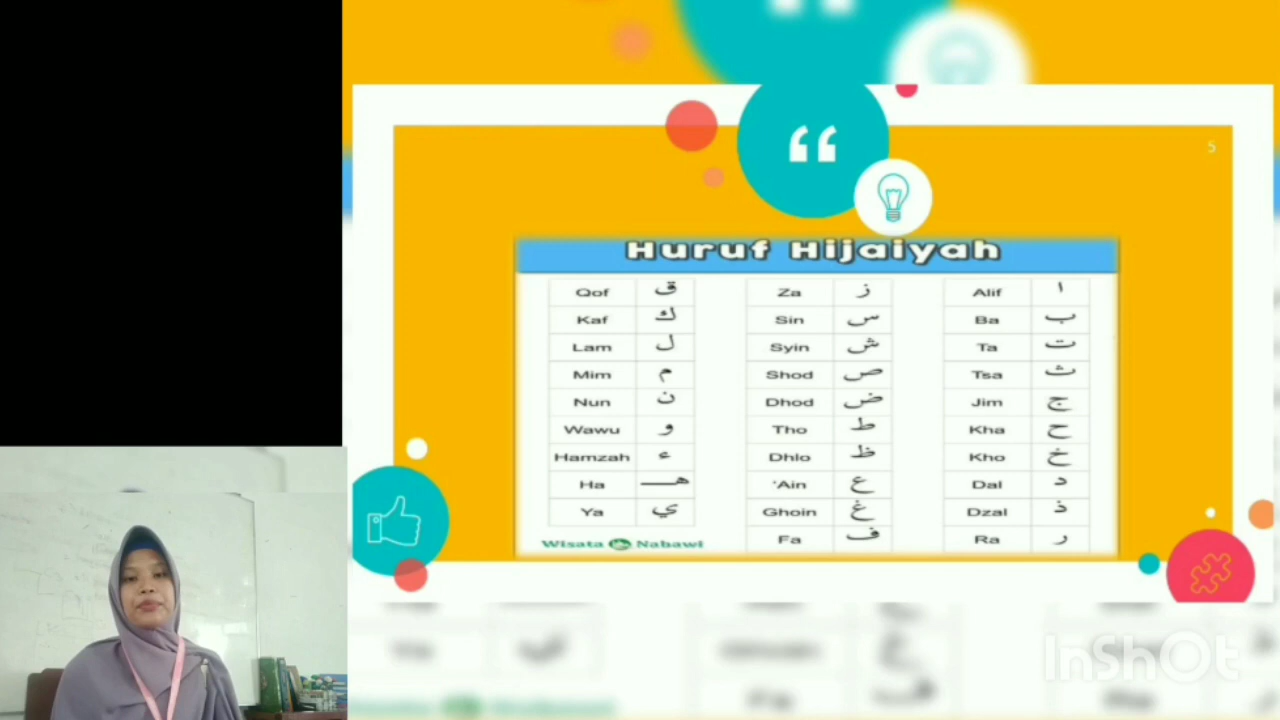 5
Huruf Hijaiyah
Qof ق Za ز Alif ا
Kaf ك Sin س Ba ب
Lam ل Syin ش Ta ت
Mim م Shod ص Tsa ث
Nun ن Dhod ض Jim ج
Wawu و Tho ط Kha ح
Hamzah ء Dhlo ظ Kho خ
Ha هـ 'Ain ع Dal د
Ya ي Ghoin غ Dzal ذ
Fa ف Ra ر
Wisata Nabawi
InShOt